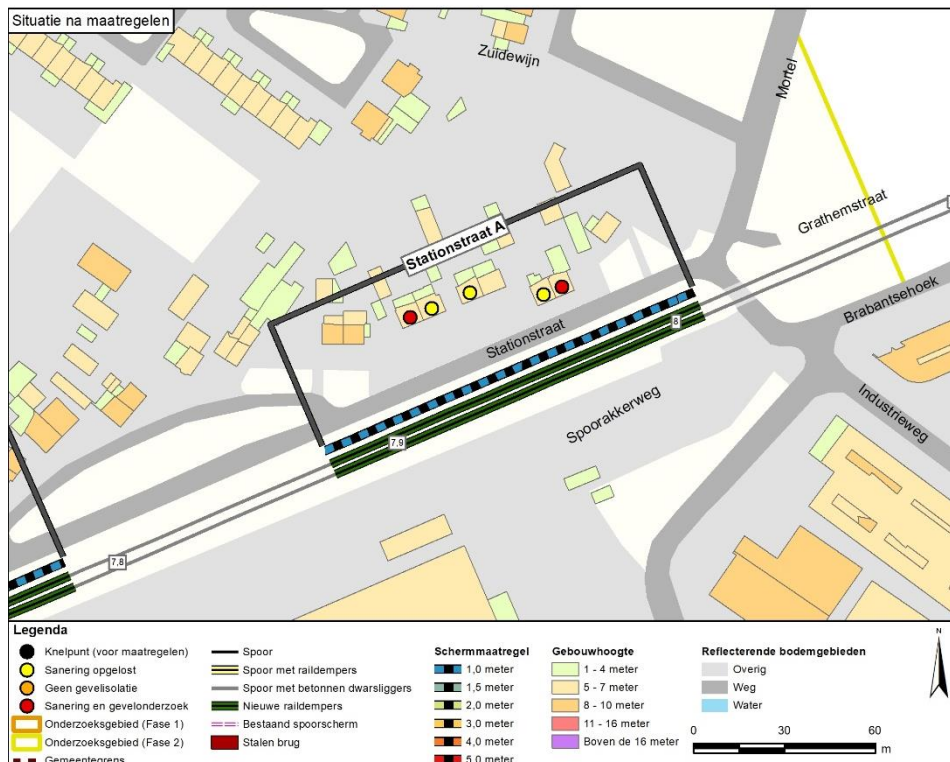 Situatie na maatregelen
Zuidewijn
Mortel
Grathemstraat
Stationstraat A
Brabantsehoek
Stationstraat
8
Industrieweg
Spoorakkerweg
7,9
7,8
Legenda
Knelpunt (voor maatregelen)
Sanering opgelost
Geen gevelisolatie
Sanering en gevelonderzoek
Onderzoeksgebied (Fase 1)
Onderzoeksgebied (Fase 2)
Gemeentegrens
Spoor
Spoor met raildempers
Spoor met betonnen dwarsliggers
Nieuwe raildempers
Bestaand spoorscherm
Stalen brug
Schermmaatregel
1,0 meter
1,5 meter
2,0 meter
3,0 meter
4,0 meter
5,0 meter
Gebouwhoogte
1 - 4 meter
5 - 7 meter
8 - 10 meter
11 - 16 meter
Boven de 16 meter
Reflecterende bodemgebieden
Overig
Weg
Water
N
0 30 60
m